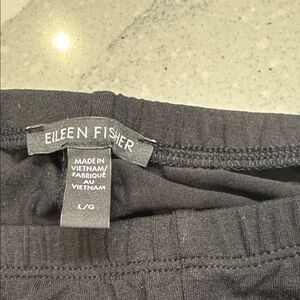 EILEEN FISHER
MADE IN
VIETNAM/
FABRIQUÉ
AU
VIETNAM
L/G